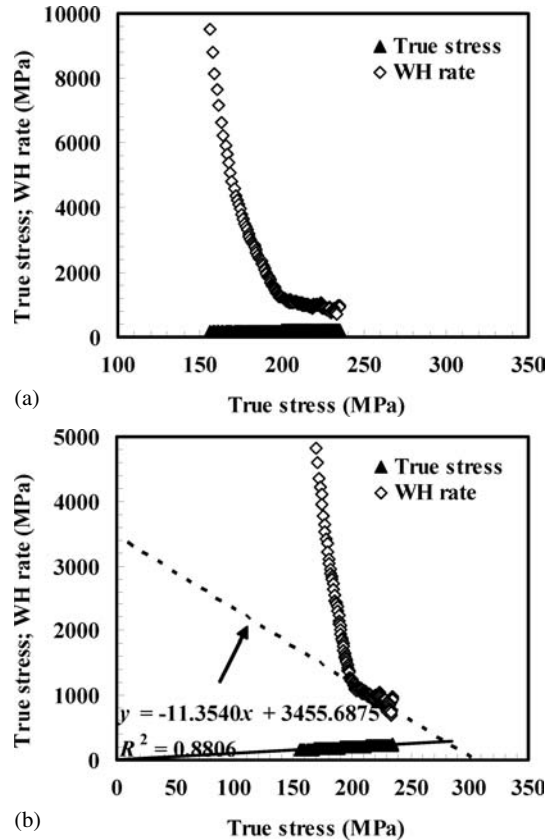 10000
8000
6000
4000
2000
0
True stress; WH rate (MPa)
▲ True stress
◇ WH rate
100 150 200 250 300 350
True stress (MPa)
(a)
5000
4000
3000
2000
1000
0
True stress; WH rate (MPa)
▲ True stress
◇ WH rate
y = -11.3540x + 3455.6875
R² = 0.8806
0 50 100 150 200 250 300 350
True stress (MPa)
(b)